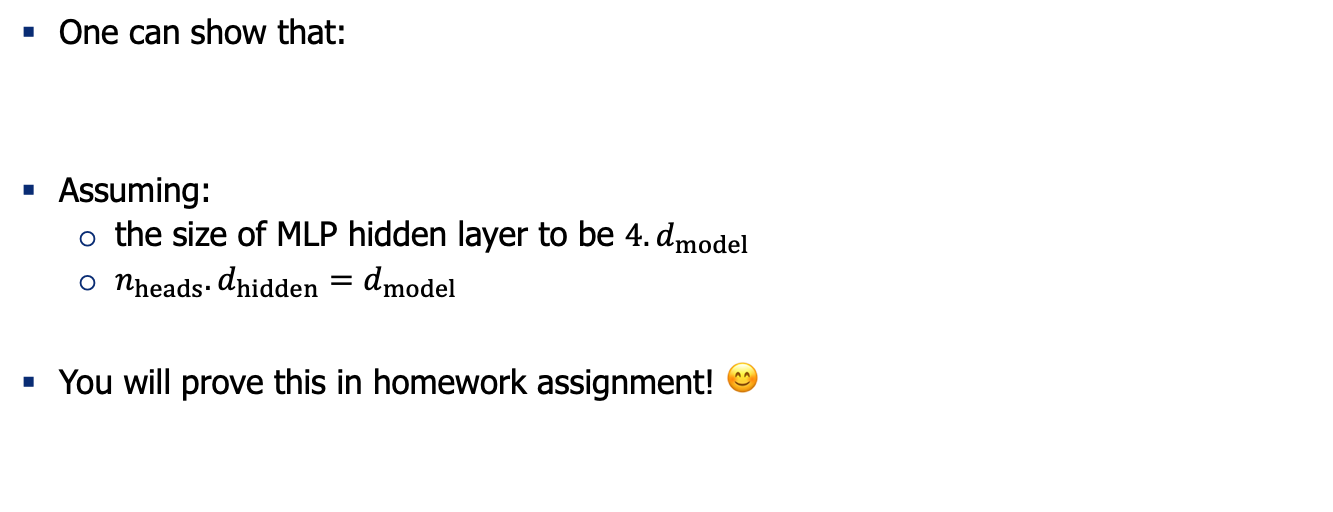 ▪ One can show that:
▪ Assuming:
o the size of MLP hidden layer to be 4. d_model
o n_heads. d_hidden = d_model
▪ You will prove this in homework assignment! 😊